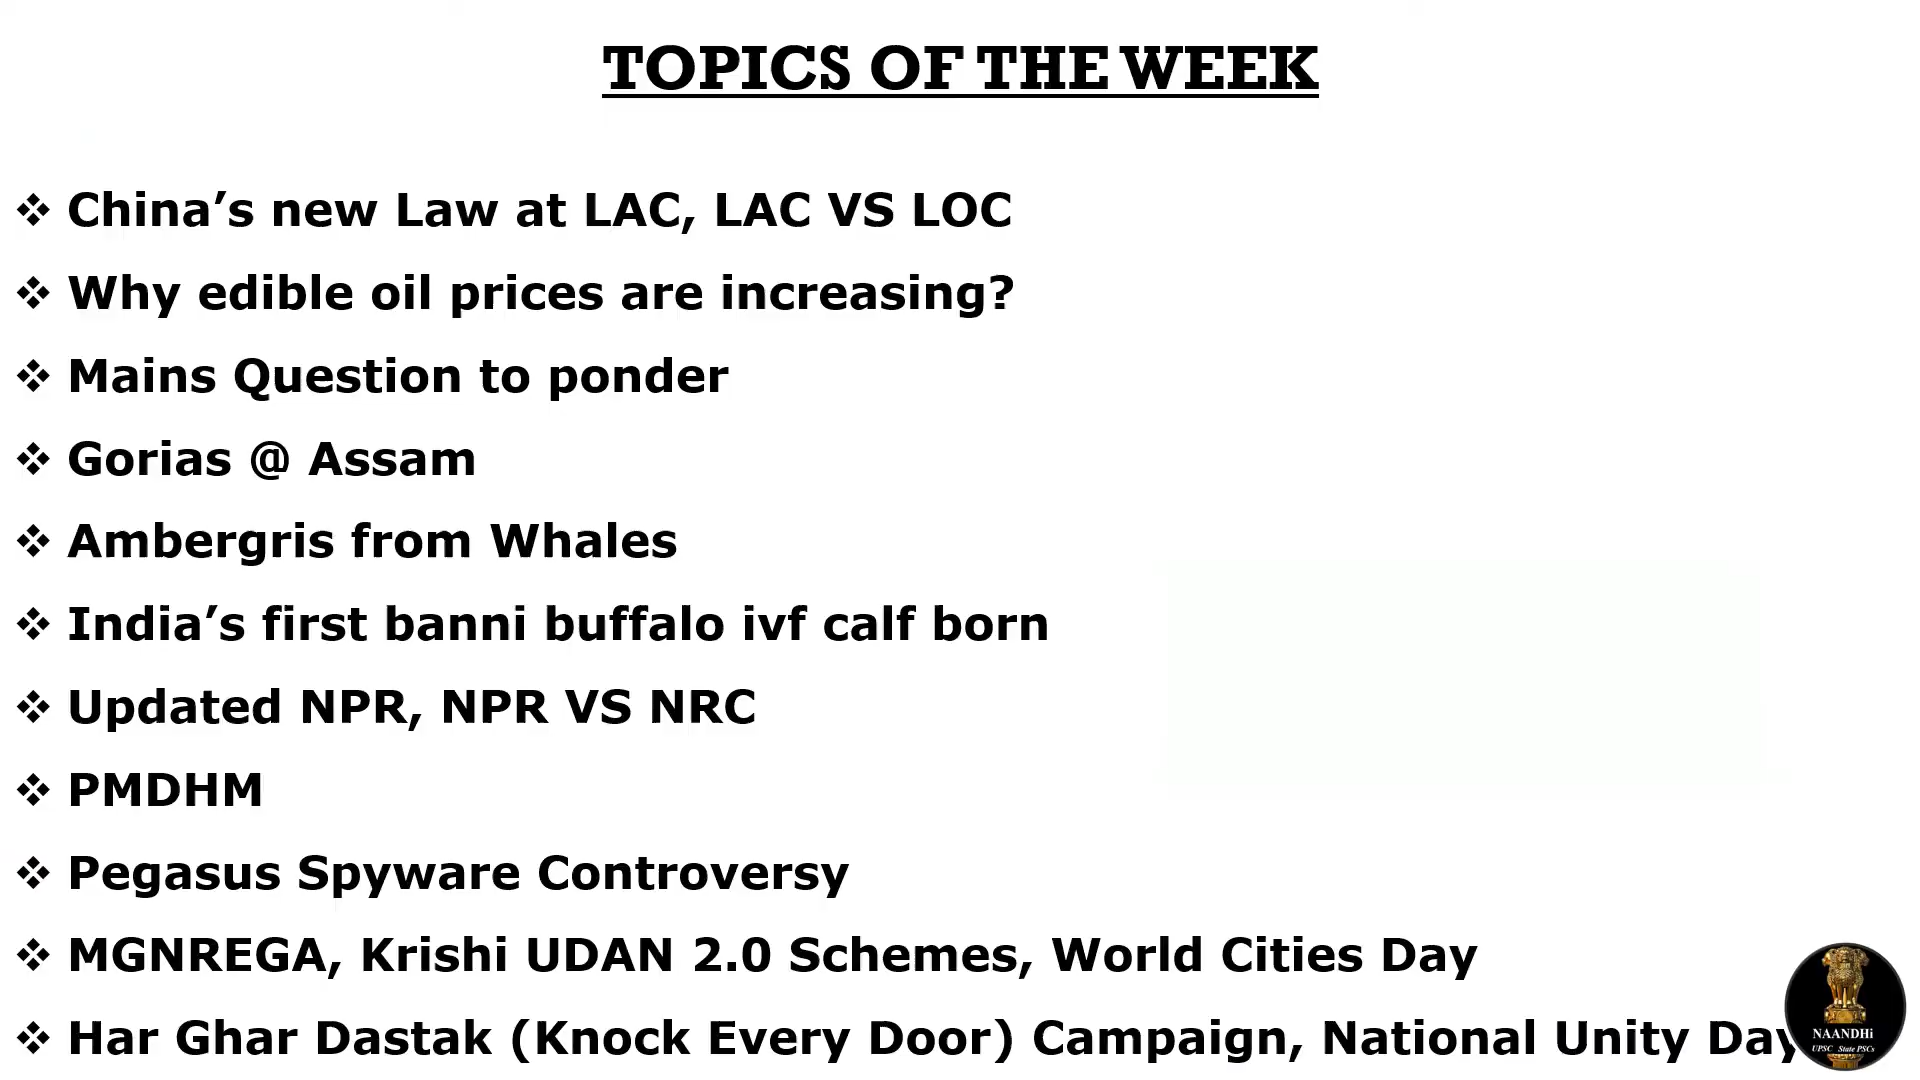 TOPICS OF THE WEEK
❖ China’s new Law at LAC, LAC VS LOC
❖ Why edible oil prices are increasing?
❖ Mains Question to ponder
❖ Gorias @ Assam
❖ Ambergris from Whales
❖ India’s first banni buffalo ivf calf born
❖ Updated NPR, NPR VS NRC
❖ PMDHM
❖ Pegasus Spyware Controversy
❖ MGNREGA, Krishi UDAN 2.0 Schemes, World Cities Day
❖ Har Ghar Dastak (Knock Every Door) Campaign, National Unity Day
NAANDHi
UPSC State PSCs